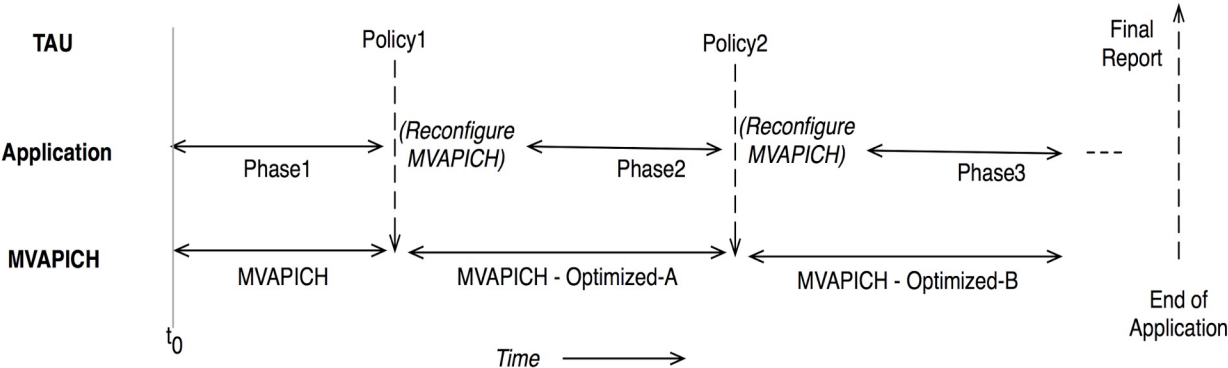 TAU
Policy1
Policy2
Final
Report
Application
Phase1
(Reconfigure
MVAPICH)
Phase2
(Reconfigure
MVAPICH)
Phase3
MVAPICH
MVAPICH
MVAPICH - Optimized-A
MVAPICH - Optimized-B
End of
Application
t0
Time